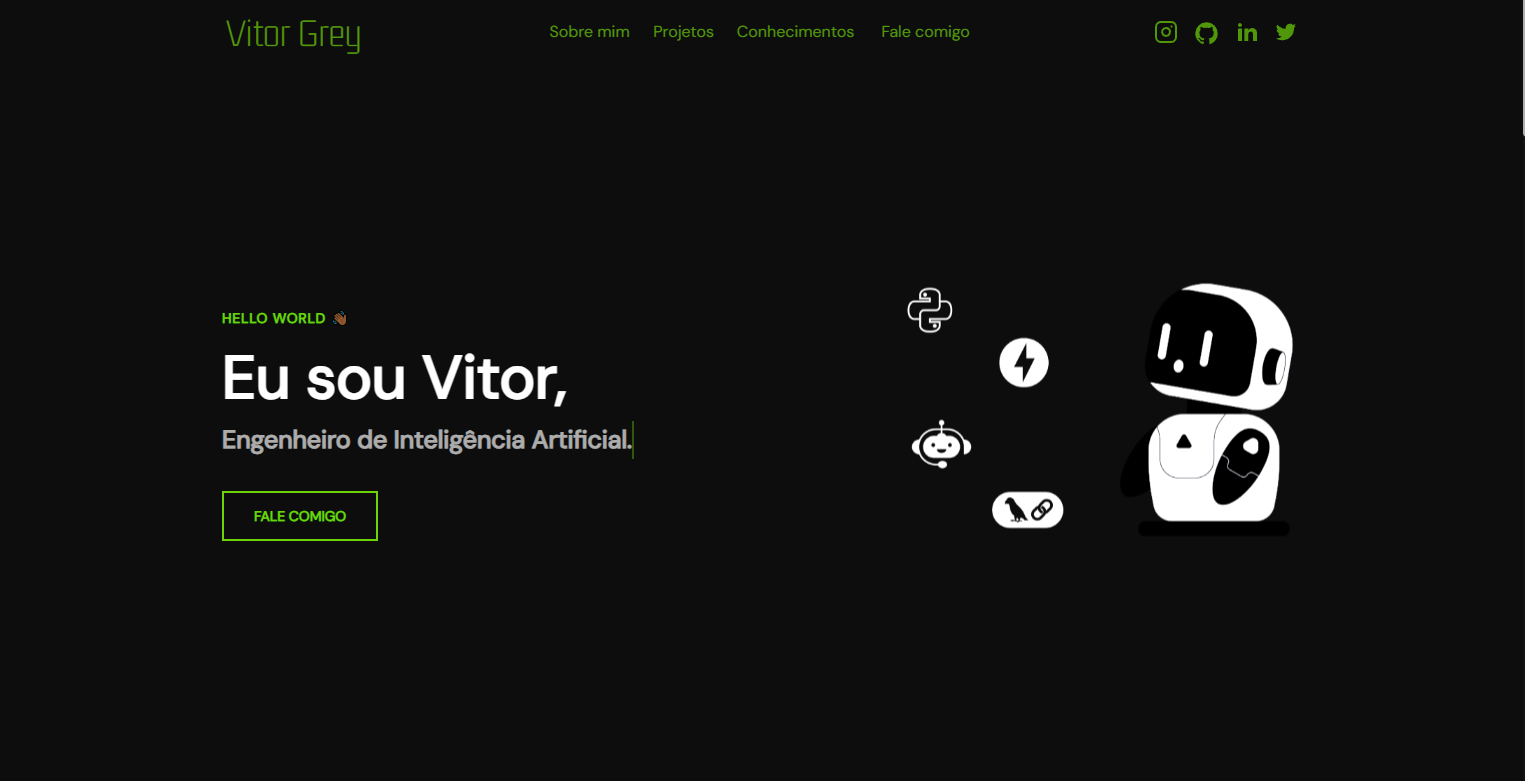 Vitor Grey
Sobre mim Projetos Conhecimentos Fale comigo
HELLO WORLD 👋🏾
Eu sou Vitor,
Engenheiro de Inteligência Artificial.
FALE COMIGO